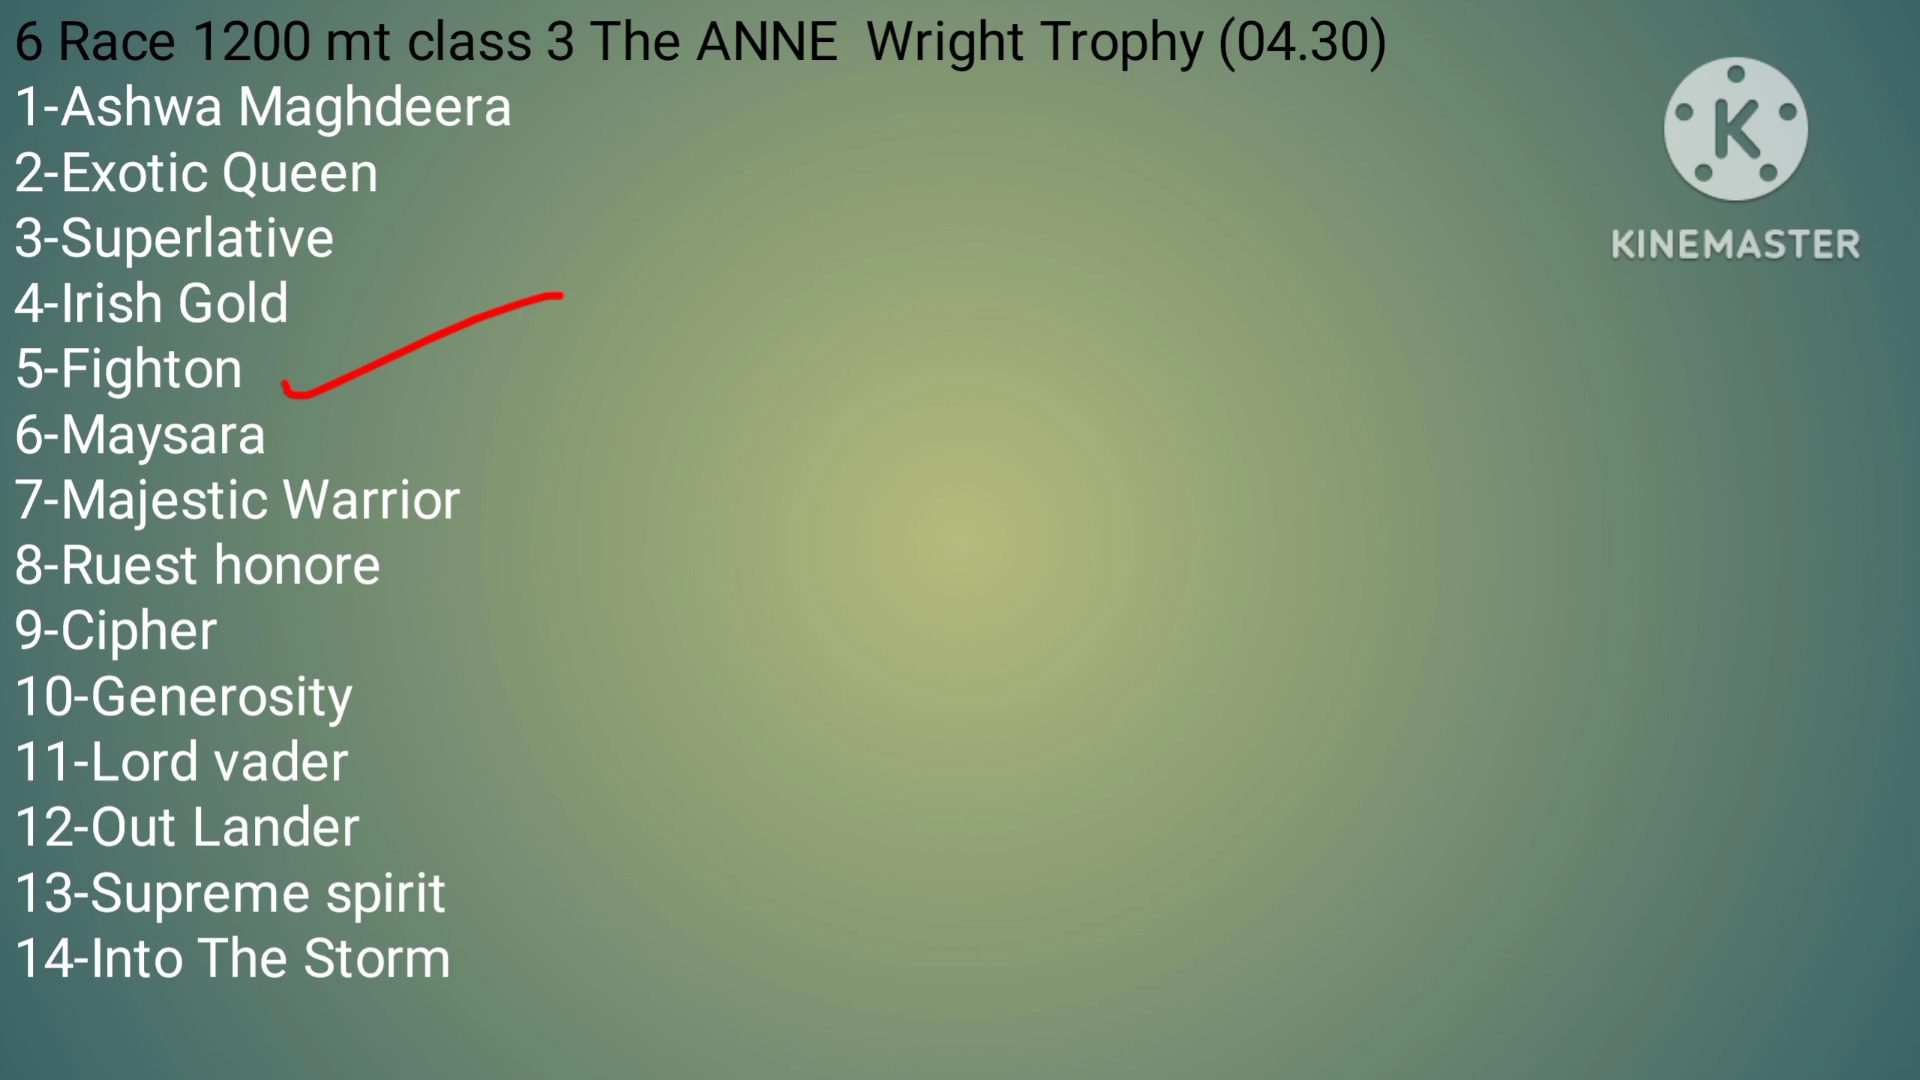 6 Race 1200 mt class 3 The ANNE  Wright Trophy (04.30)
1-Ashwa Maghdeera
2-Exotic Queen
3-Superlative
4-Irish Gold
5-Fighton
6-Maysara
7-Majestic Warrior
8-Ruest honore
9-Cipher
10-Generosity
11-Lord vader
12-Out Lander
13-Supreme spirit
14-Into The Storm
K
KINEMASTER